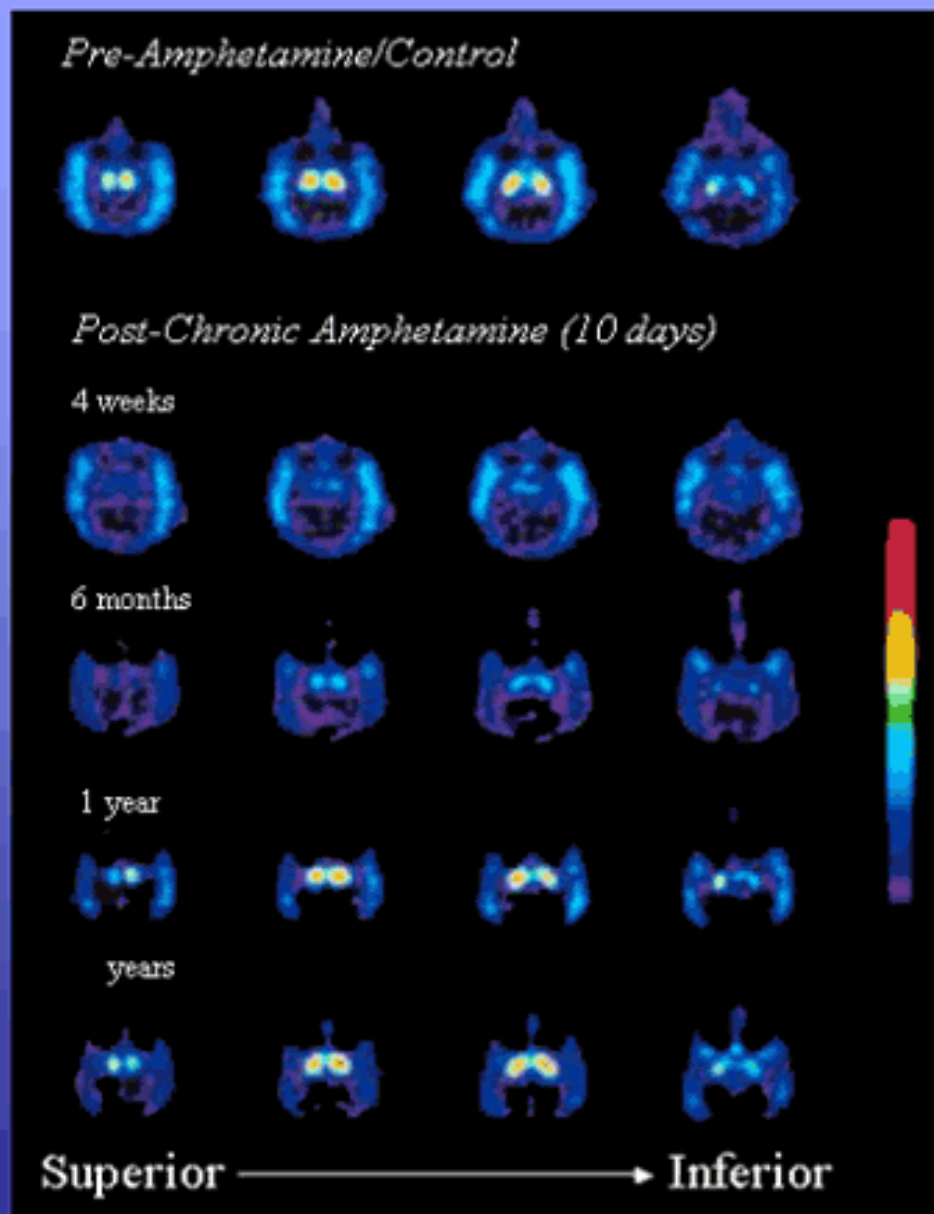 Pre-Amphetamine/Control
Post-Chronic Amphetamine (10 days)
4 weeks
6 months
1 year
years
Superior
Inferior